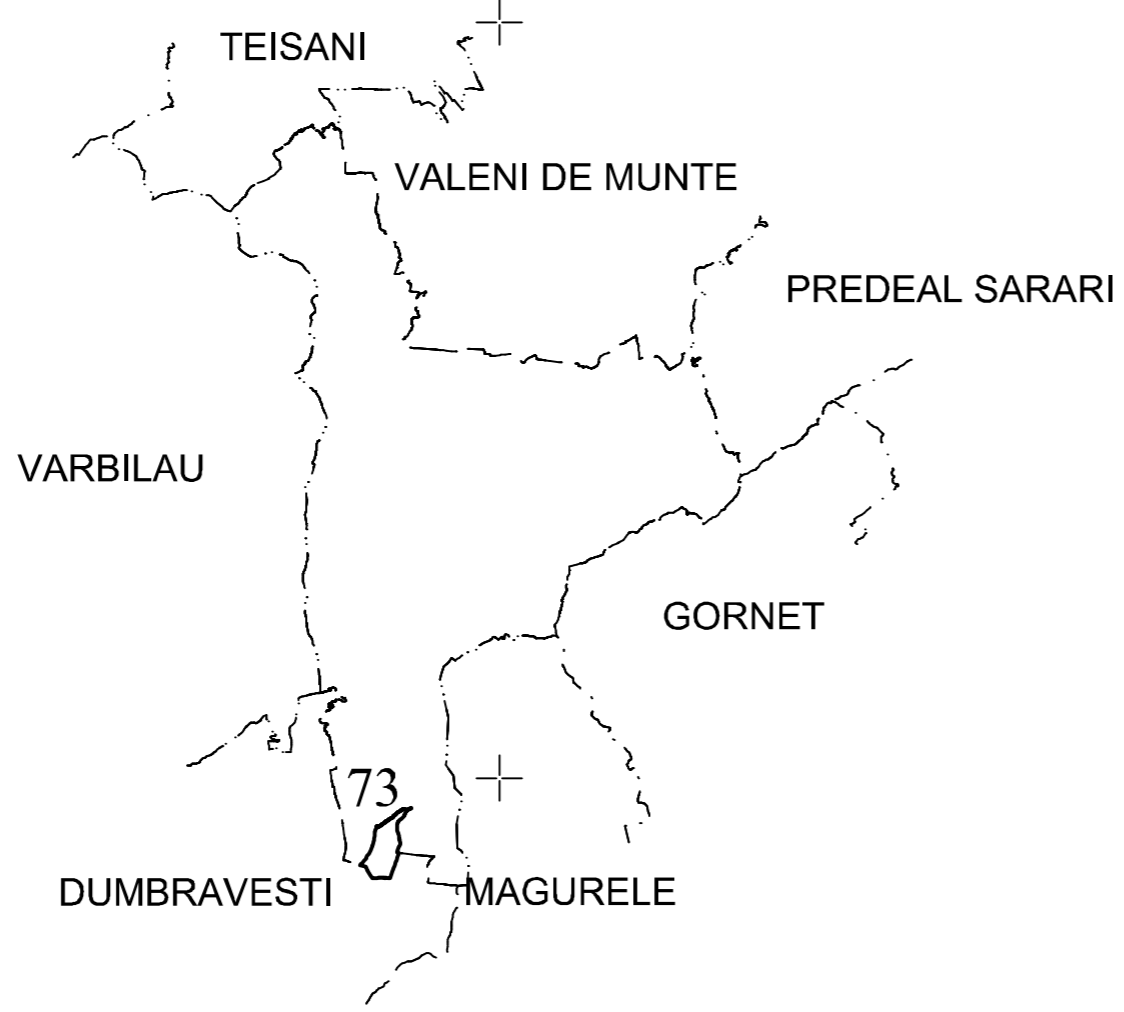 TEISANI
VALENI DE MUNTE
PREDEAL SARARI
VARBILAU
GORNET
73
DUMBRAVESTI
MAGURELE